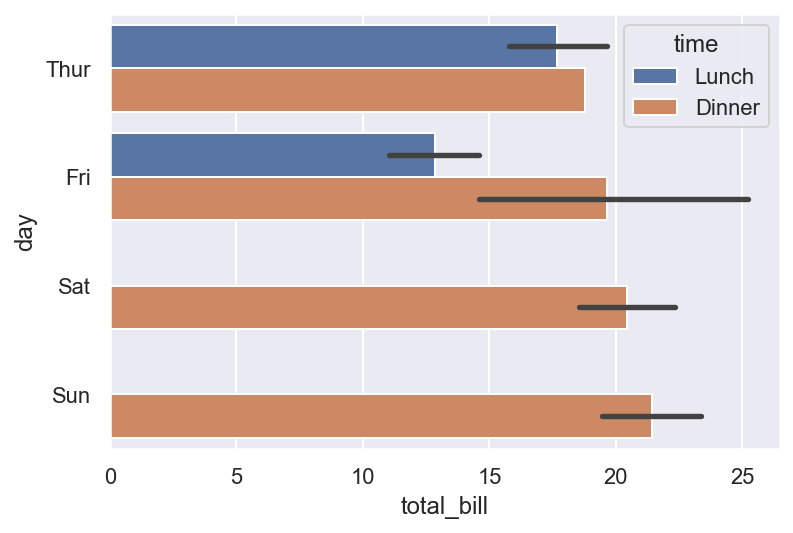 time
Lunch
Dinner
Thur
Fri
Sat
Sun
day
0 5 10 15 20 25
total_bill